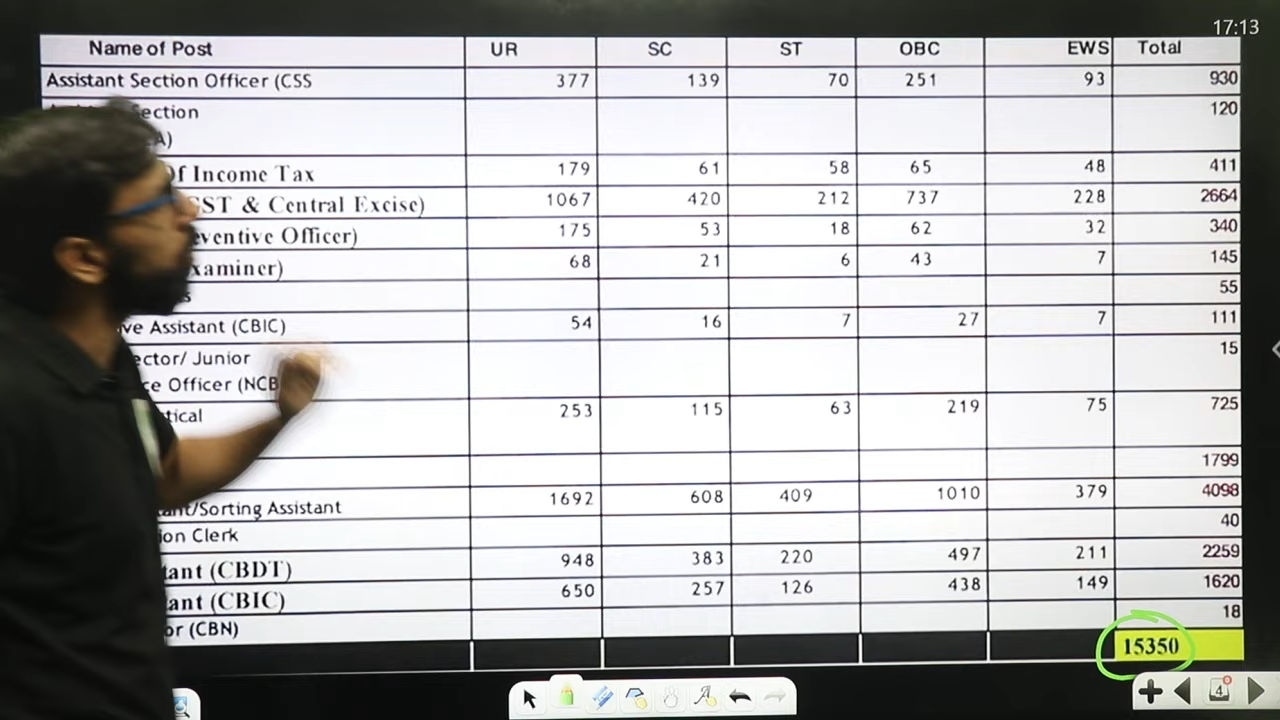 17:13
Name of Post UR SC ST OBC EWS Total
Assistant Section Officer (CSS 377 139 70 251 93 930
ection 120
A)
Of Income Tax 179 61 58 65 48 411
ST & Central Excise) 1067 420 212 737 228 2664
eventive Officer) 175 53 18 62 32 340
xaminer) 68 21 6 43 7 145
55
ve Assistant (CBIC) 54 16 7 27 7 111
ector/ Junior 15
ce Officer (NCB
tical 253 115 63 219 75 725
1799
ant/Sorting Assistant 1692 608 409 1010 379 4098
ion Clerk 40
tant (CBDT) 948 383 220 497 211 2259
ant (CBIC) 650 257 126 438 149 1620
or (CBN) 18
15350
4